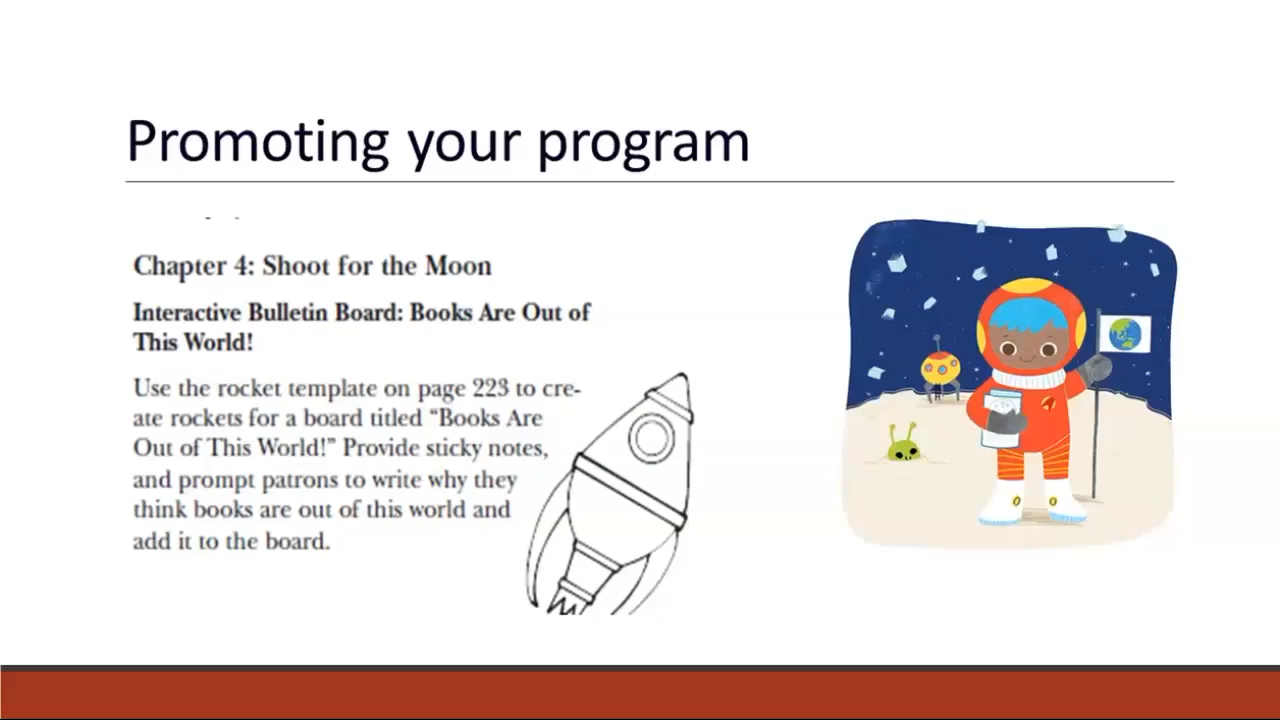 Promoting your program
Chapter 4: Shoot for the Moon
Interactive Bulletin Board: Books Are Out of
This World!
Use the rocket template on page 223 to cre-
ate rockets for a board titled “Books Are
Out of This World!” Provide sticky notes,
and prompt patrons to write why they
think books are out of this world and
add it to the board.